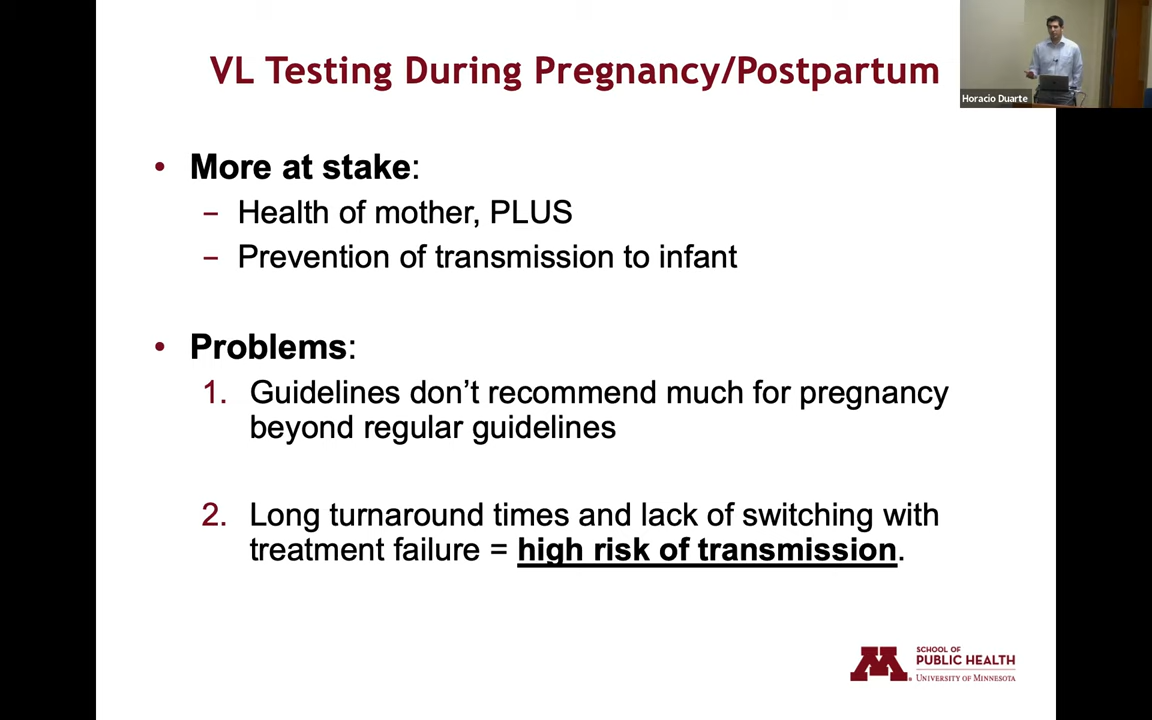 VL Testing During Pregnancy/Postpartum
Horacio Duarte
• More at stake:
– Health of mother, PLUS
– Prevention of transmission to infant
• Problems:
1. Guidelines don’t recommend much for pregnancy
beyond regular guidelines
2. Long turnaround times and lack of switching with
treatment failure = high risk of transmission.
M
SCHOOL OF
PUBLIC HEALTH
UNIVERSITY OF MINNESOTA